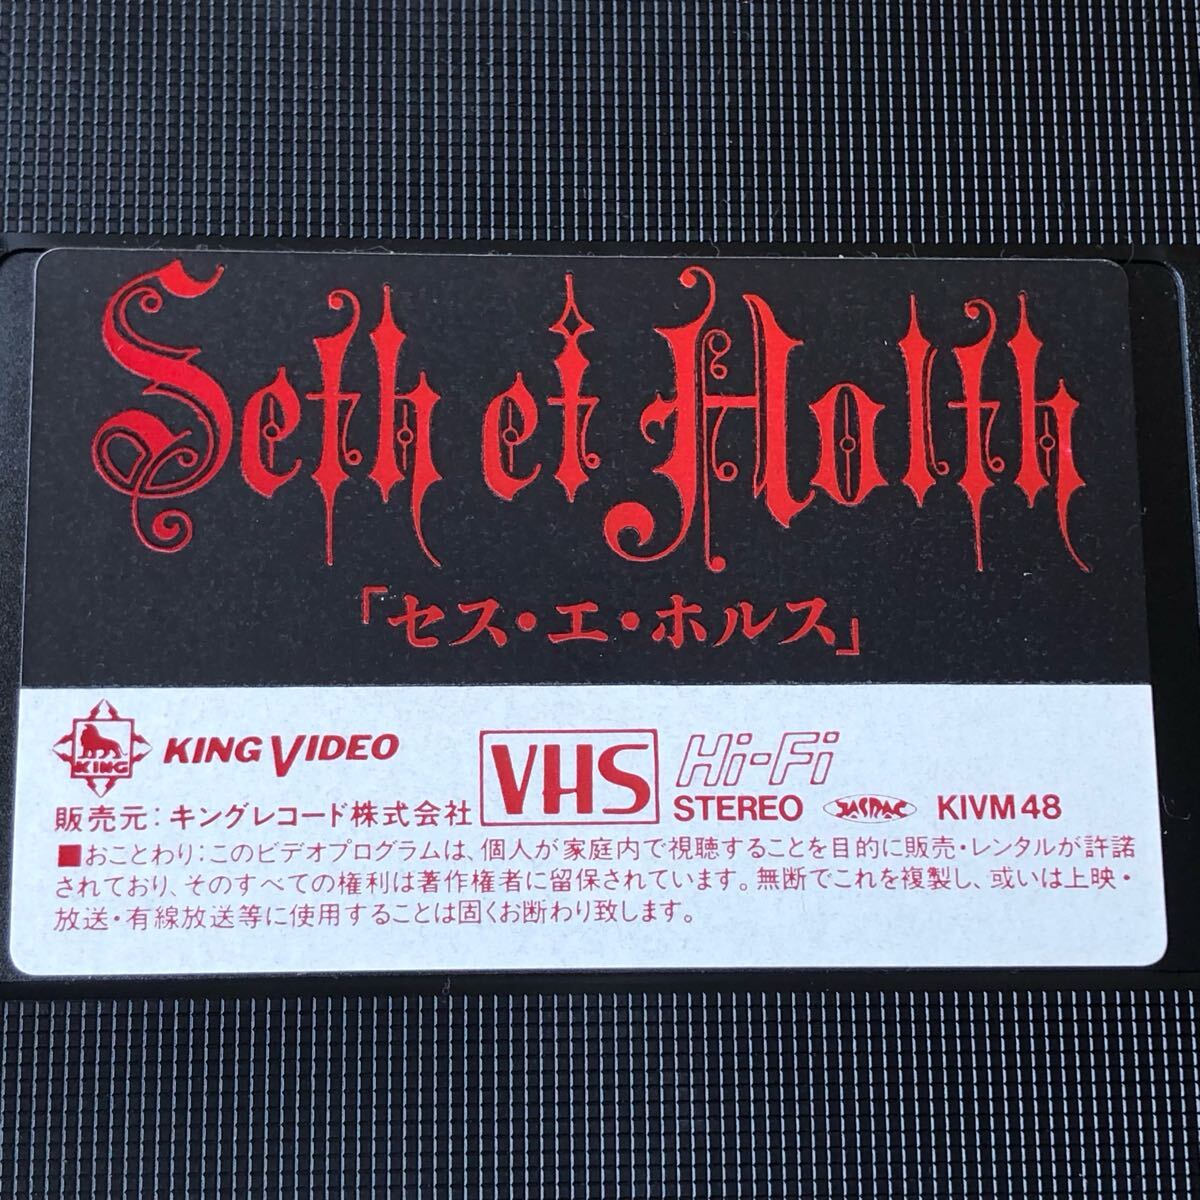 Seth et Holth
「セス・エ・ホルス」
KING
KING VIDEO
VHS
Hi-Fi
STEREO
JASRAC
KIVM48
販売元：キングレコード株式会社
■おことわり：このビデオプログラムは、個人が家庭内で視聴することを目的に販売・レンタルが許諾
されており、そのすべての権利は著作権者に留保されています。無断でこれを複製し、或いは上映・
放送・有線放送等に使用することは固くお断わり致します。